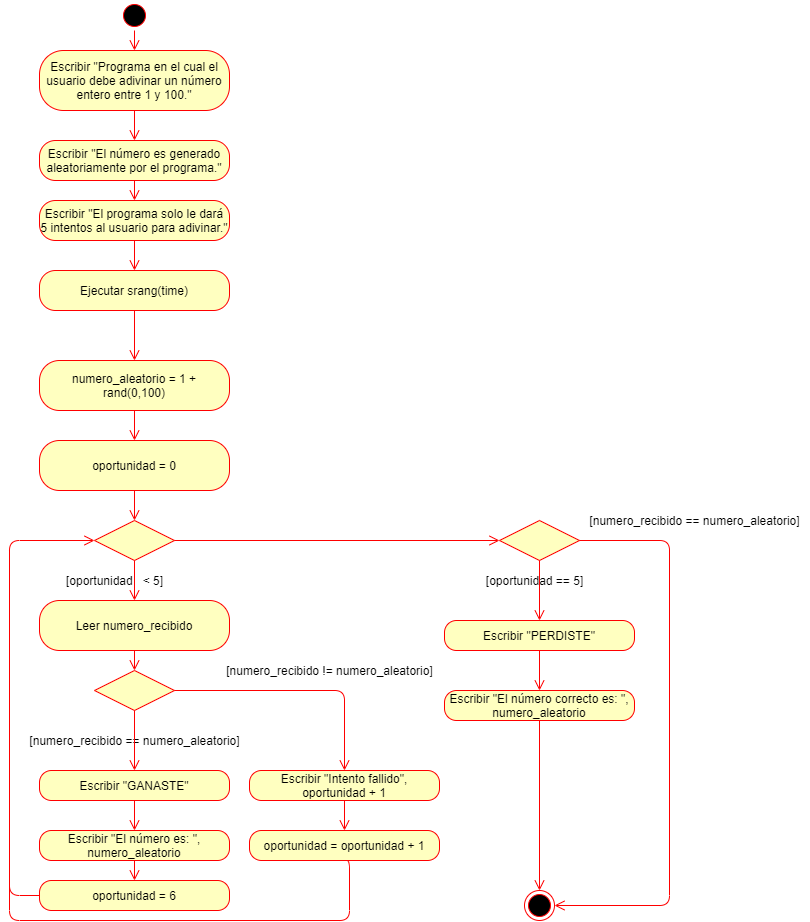 Escribir "Programa en el cual el
usuario debe adivinar un número
entero entre 1 y 100."
Escribir "El número es generado
aleatoriamente por el programa."
Escribir "El programa solo le dará
5 intentos al usuario para adivinar."
Ejecutar srang(time)
numero_aleatorio = 1 +
rand(0,100)
oportunidad = 0
[numero_recibido == numero_aleatorio]
[oportunidad < 5]
[oportunidad == 5]
Leer numero_recibido
Escribir "PERDISTE"
[numero_recibido != numero_aleatorio]
Escribir "El número correcto es: ",
numero_aleatorio
[numero_recibido == numero_aleatorio]
Escribir "GANASTE"
Escribir "Intento fallido",
oportunidad + 1
Escribir "El número es: ",
numero_aleatorio
oportunidad = oportunidad + 1
oportunidad = 6